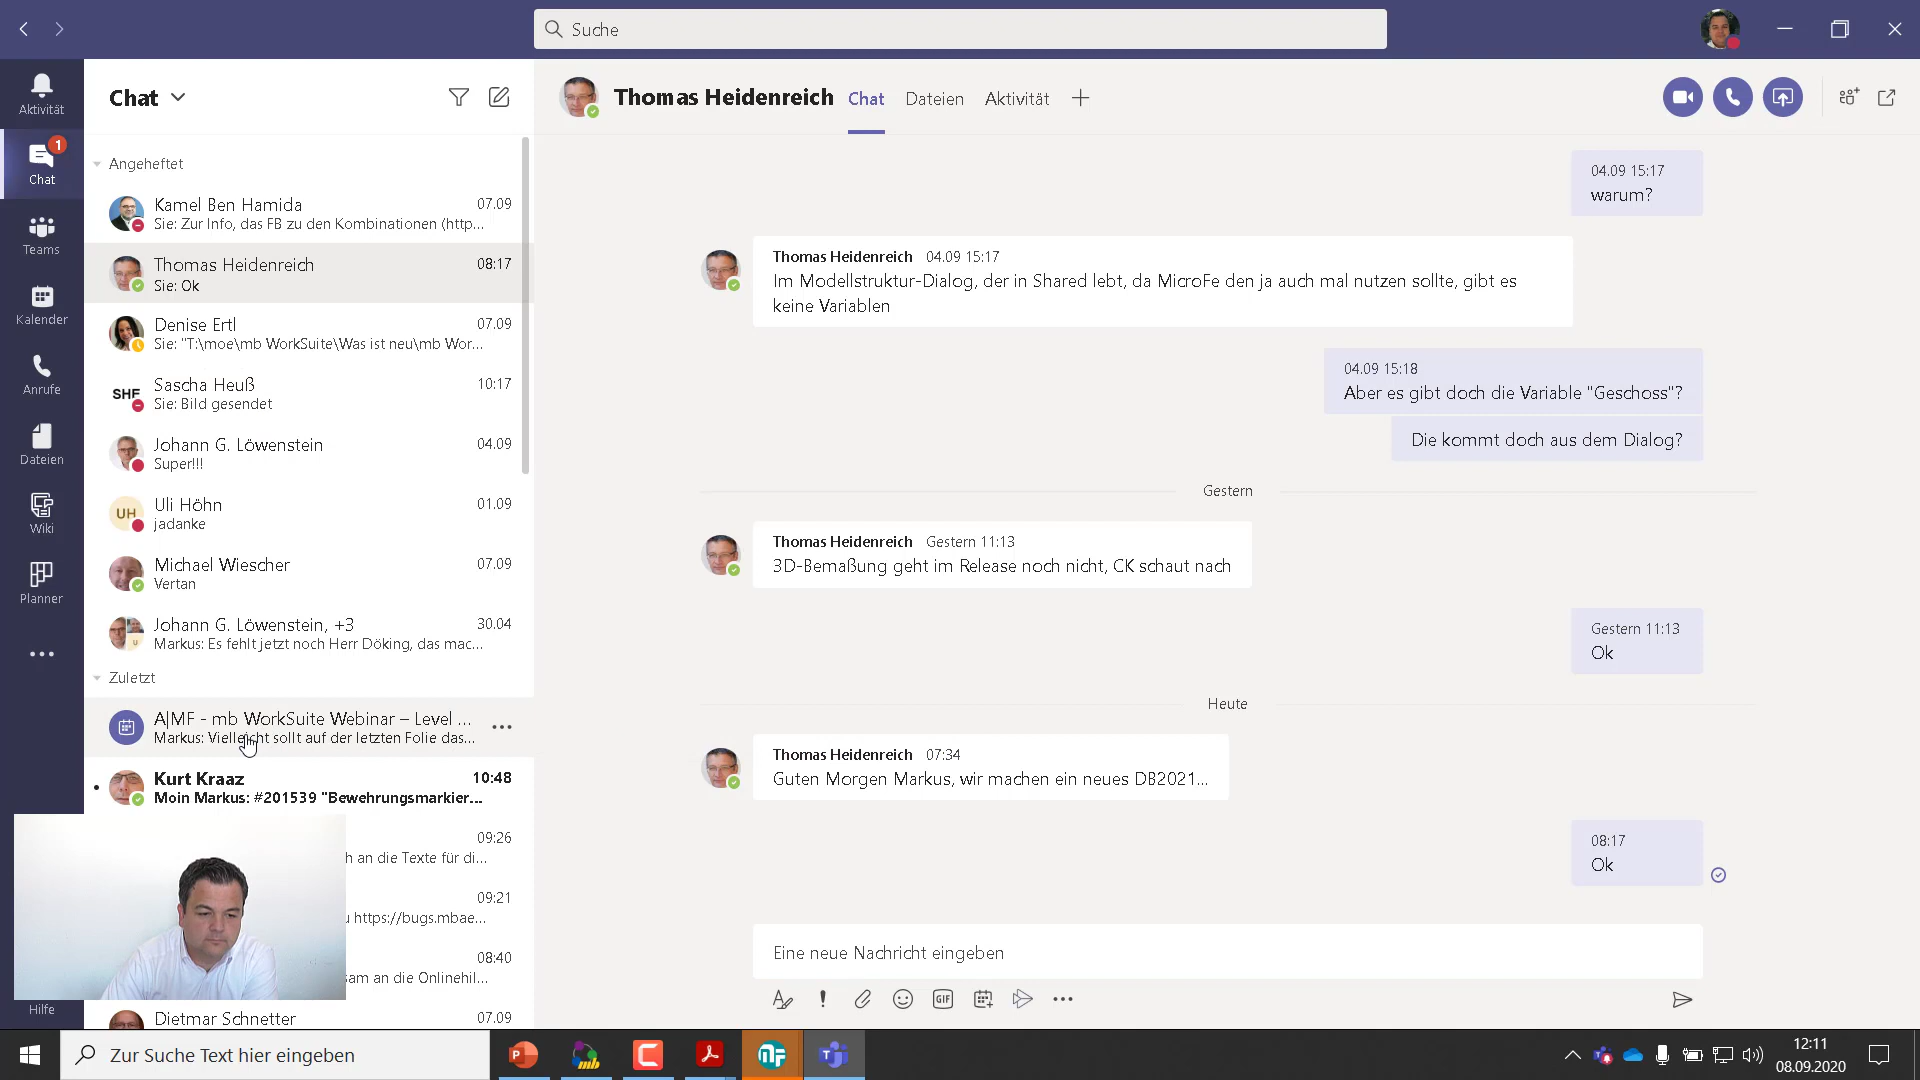 Suche
Aktivität
1
Chat
Teams
Kalender
Anrufe
Dateien
Wiki
Planner
Hilfe
Chat
Angeheftet
Kamel Ben Hamida 07.09
Sie: Zur Info, das FB zu den Kombinationen (http...
Thomas Heidenreich 08:17
Sie: Ok
Denise Ertl 07.09
Sie: "T:\moe\mb WorkSuite\Was ist neu\mb Wor...
SHE
Sascha Heuß 10:17
Sie: Bild gesendet
Johann G. Löwenstein 04.09
Super!!!
UH
Uli Höhn 01.09
jadanke
Michael Wiescher 07.09
Vertan
Johann G. Löwenstein, +3 30.04
Markus: Es fehlt jetzt noch Herr Döking, das mac...
Zuletzt
A|MF - mb WorkSuite Webinar – Level ...
Markus: Vielleicht sollt auf der letzten Folie das...
Kurt Kraaz 10:48
Moin Markus: #201539 "Bewehrungsmarkier...
09:26
h an die Texte für di...
09:21
https://bugs.mbae...
08:40
sam an die Onlinehil...
Dietmar Schnetter 07.09
Thomas Heidenreich Chat Dateien Aktivität
04.09 15:17
warum?
Thomas Heidenreich 04.09 15:17
Im Modellstruktur-Dialog, der in Shared lebt, da MicroFe den ja auch mal nutzen sollte, gibt es
keine Variablen
04.09 15:18
Aber es gibt doch die Variable "Geschoss"?
Die kommt doch aus dem Dialog?
Gestern
Thomas Heidenreich Gestern 11:13
3D-Bemaßung geht im Release noch nicht, CK schaut nach
Gestern 11:13
Ok
Heute
Thomas Heidenreich 07:34
Guten Morgen Markus, wir machen ein neues DB2021...
08:17
Ok
Eine neue Nachricht eingeben
GIF
Zur Suche Text hier eingeben
12:11
08.09.2020